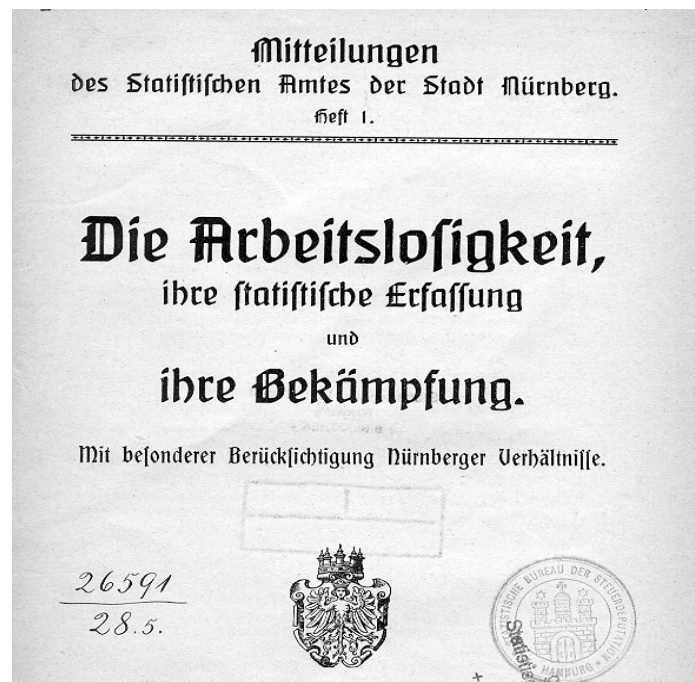 Mitteilungen
des Statiſtiſchen Amtes der Stadt Nürnberg.
Heft 1.
Die Arbeitsloſigkeit,
ihre ſtatiſtiſche Erfaſſung
und
ihre Bekämpfung.
Mit beſonderer Berückſichtigung Nürnberger Verhältniſſe.
26591
28.5.
STATISTISCHE BUREAU DER STEUERDEPUTATION
HAMBURG